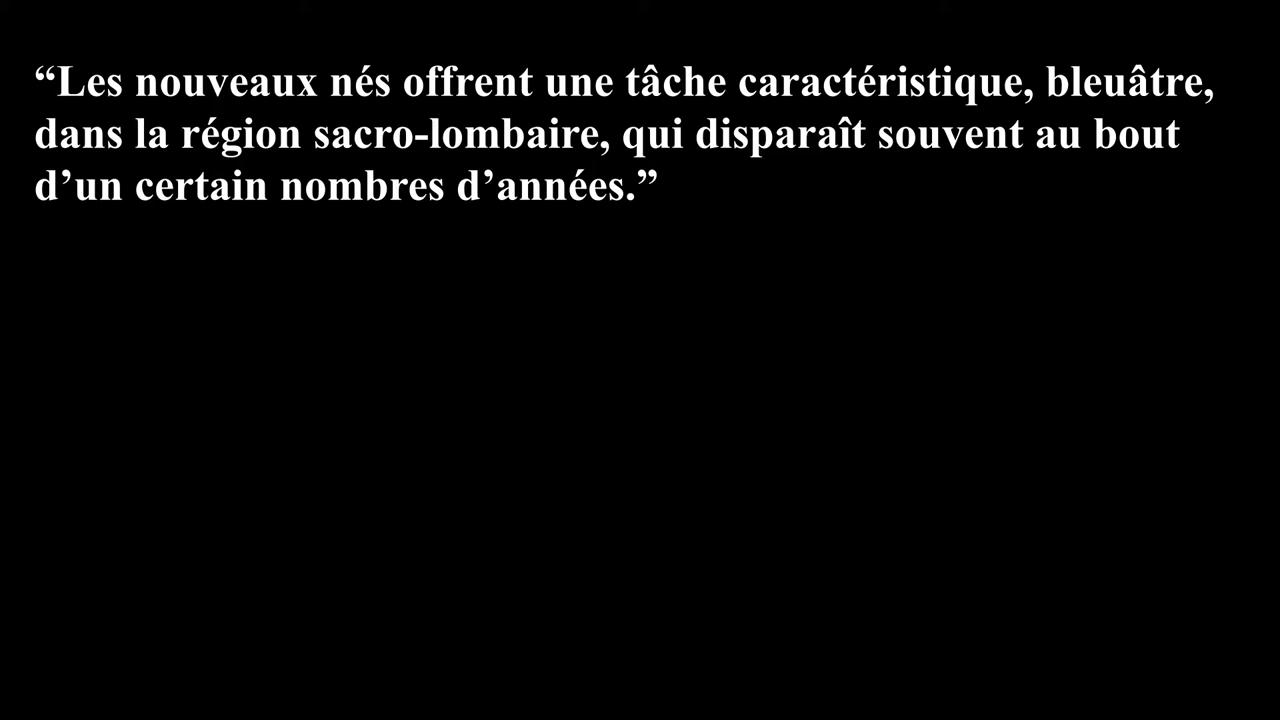 “Les nouveaux nés offrent une tâche caractéristique, bleuâtre,
dans la région sacro-lombaire, qui disparaît souvent au bout
d’un certain nombres d’années.”